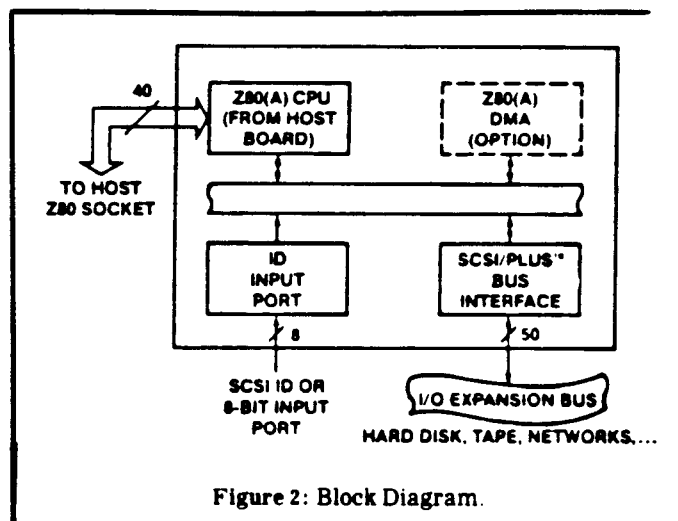 40
Z80(A) CPU
(FROM HOST
BOARD)
Z80(A)
DMA
(OPTION)
TO HOST
Z80 SOCKET
ID
INPUT
PORT
SCSI/PLUS™
BUS
INTERFACE
8
50
SCSI ID OR
8-BIT INPUT
PORT
I/O EXPANSION BUS
HARD DISK, TAPE, NETWORKS,...
Figure 2: Block Diagram.